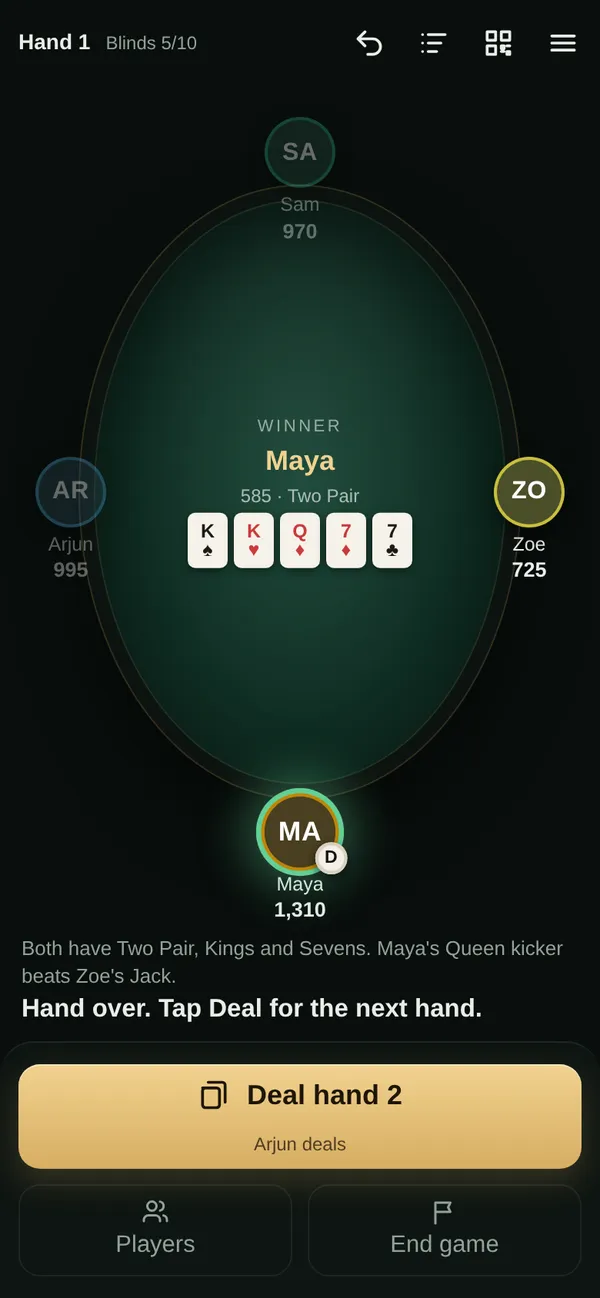 Hand 1 Blinds 5/10
SA
Sam
970
WINNER
Maya
585 · Two Pair
K♠ K♥ Q♦ 7♦ 7♣
AR
Arjun
995
ZO
Zoe
725
MA
D
Maya
1,310
Both have Two Pair, Kings and Sevens. Maya's Queen kicker
beats Zoe's Jack.
Hand over. Tap Deal for the next hand.
Deal hand 2
Arjun deals
Players
End game